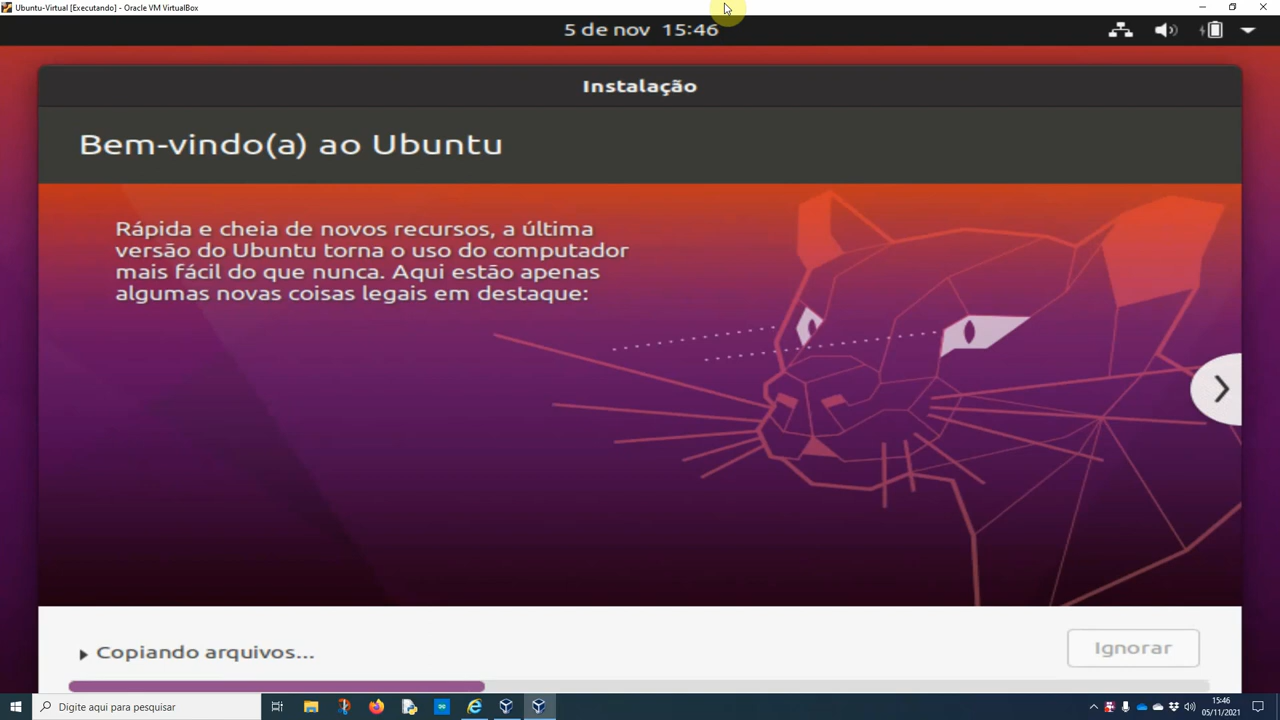 Ubuntu-Virtual [Executando] - Oracle VM VirtualBox
5 de nov 15:46
Instalação
Bem-vindo(a) ao Ubuntu
Rápida e cheia de novos recursos, a última
versão do Ubuntu torna o uso do computador
mais fácil do que nunca. Aqui estão apenas
algumas novas coisas legais em destaque:
Copiando arquivos...
Ignorar
Digite aqui para pesquisar
15:46
05/11/2021